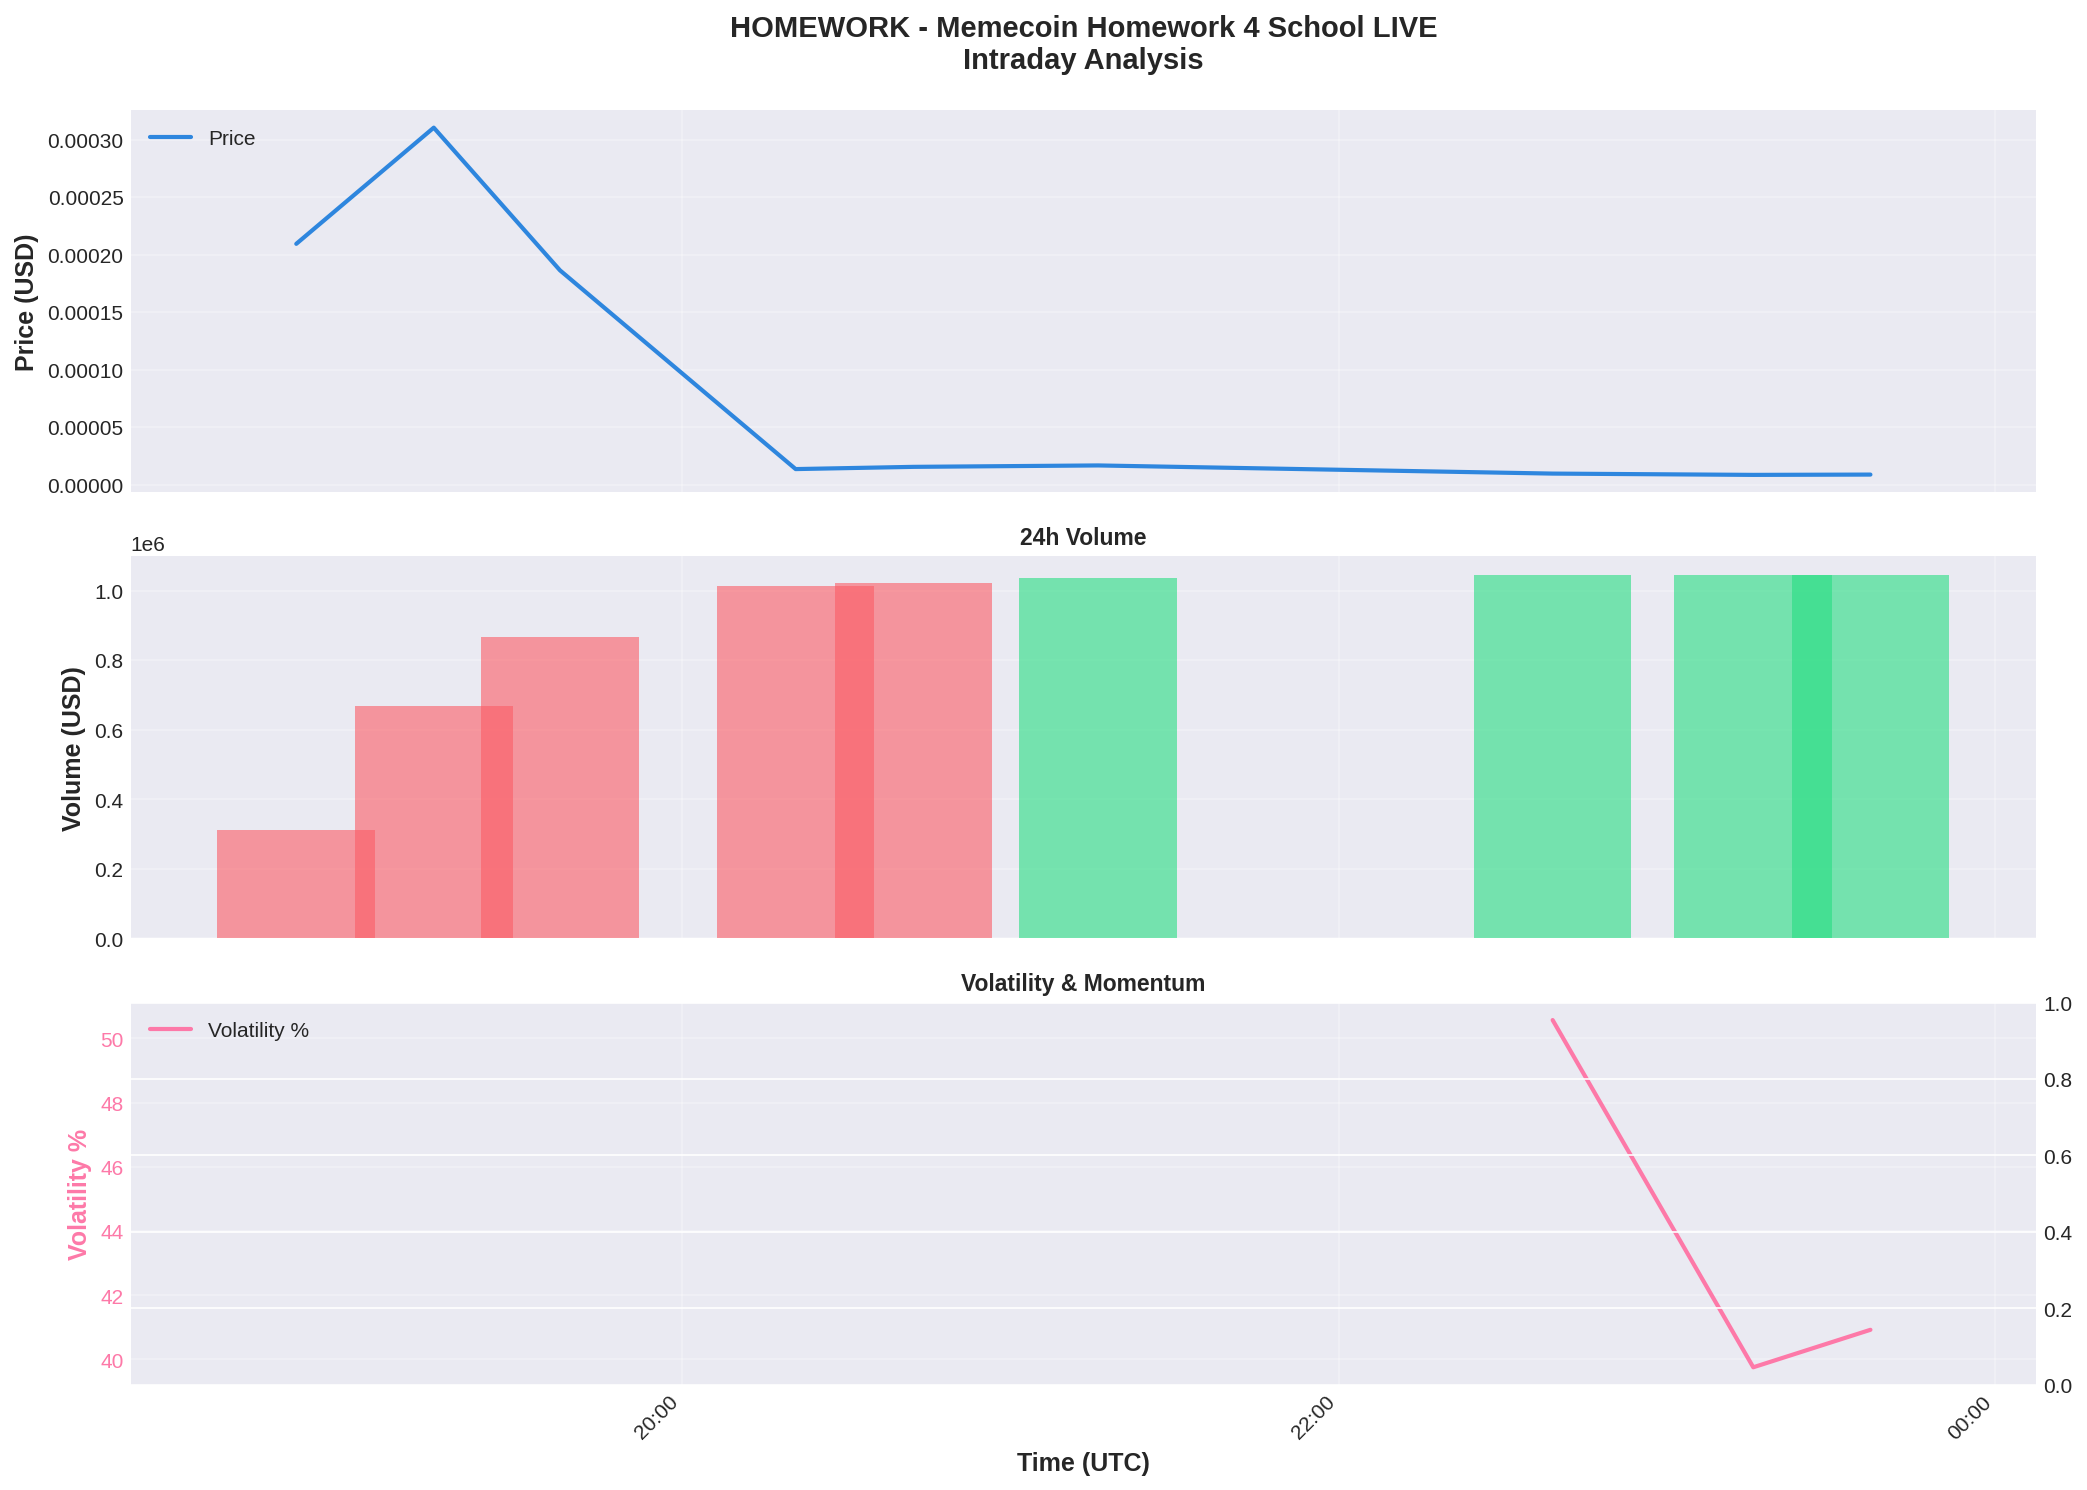 HOMEWORK - Memecoin Homework 4 School LIVE
Intraday Analysis
Price
0.00030
0.00025
0.00020
0.00015
0.00010
0.00005
0.00000
Price (USD)
24h Volume
1e6
1.0
0.8
0.6
0.4
0.2
0.0
Volume (USD)
Volatility & Momentum
Volatility %
50
48
46
44
42
40
Volatility %
1.0
0.8
0.6
0.4
0.2
0.0
20:00
22:00
00:00
Time (UTC)